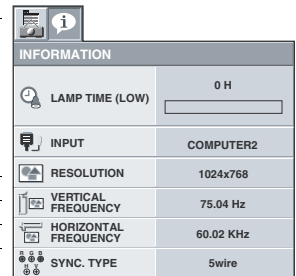 INFORMATION
LAMP TIME (LOW)
0 H
INPUT
COMPUTER2
RESOLUTION
1024x768
VERTICAL
FREQUENCY
75.04 Hz
HORIZONTAL
FREQUENCY
60.02 KHz
R G B
H V
SYNC. TYPE
5wire